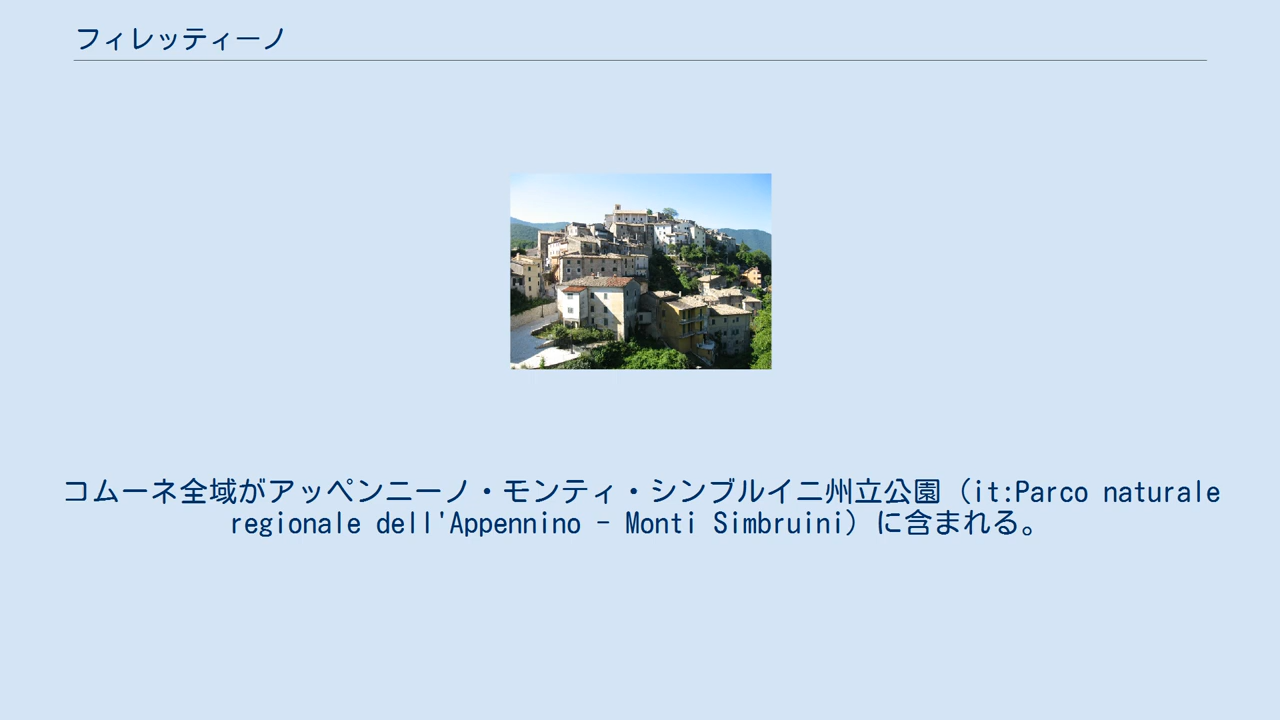 フィレッティーノ
コムーネ全域がアッペンニーノ・モンティ・シンブルイニ州立公園（it:Parco naturale
regionale dell'Appennino - Monti Simbruini）に含まれる。